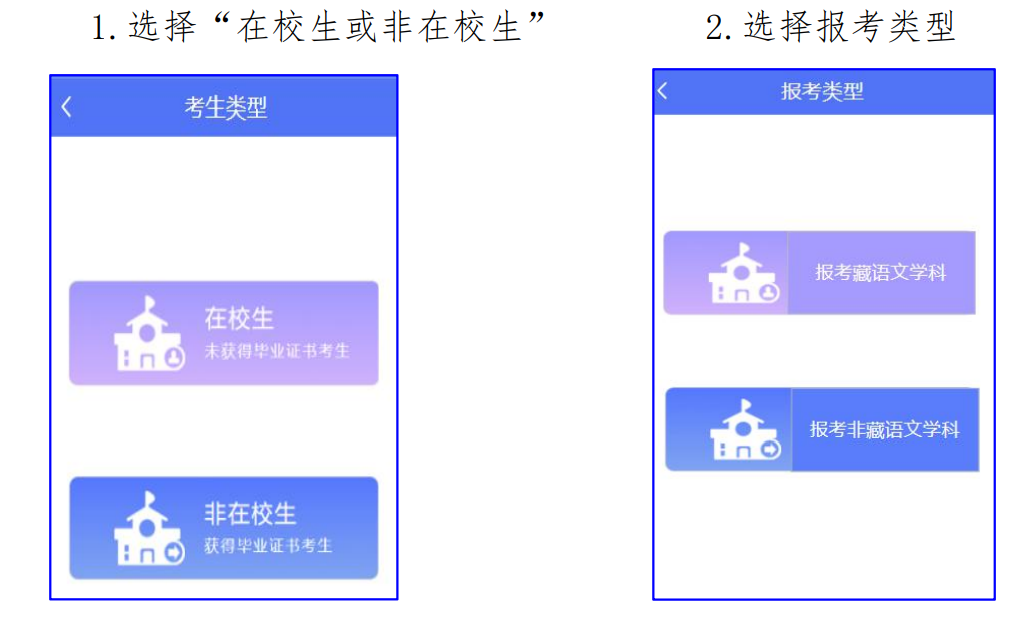 1.选择“在校生或非在校生”
考生类型
在校生
未获得毕业证书考生
非在校生
获得毕业证书考生
2.选择报考类型
报考类型
报考藏语文学科
报考非藏语文学科